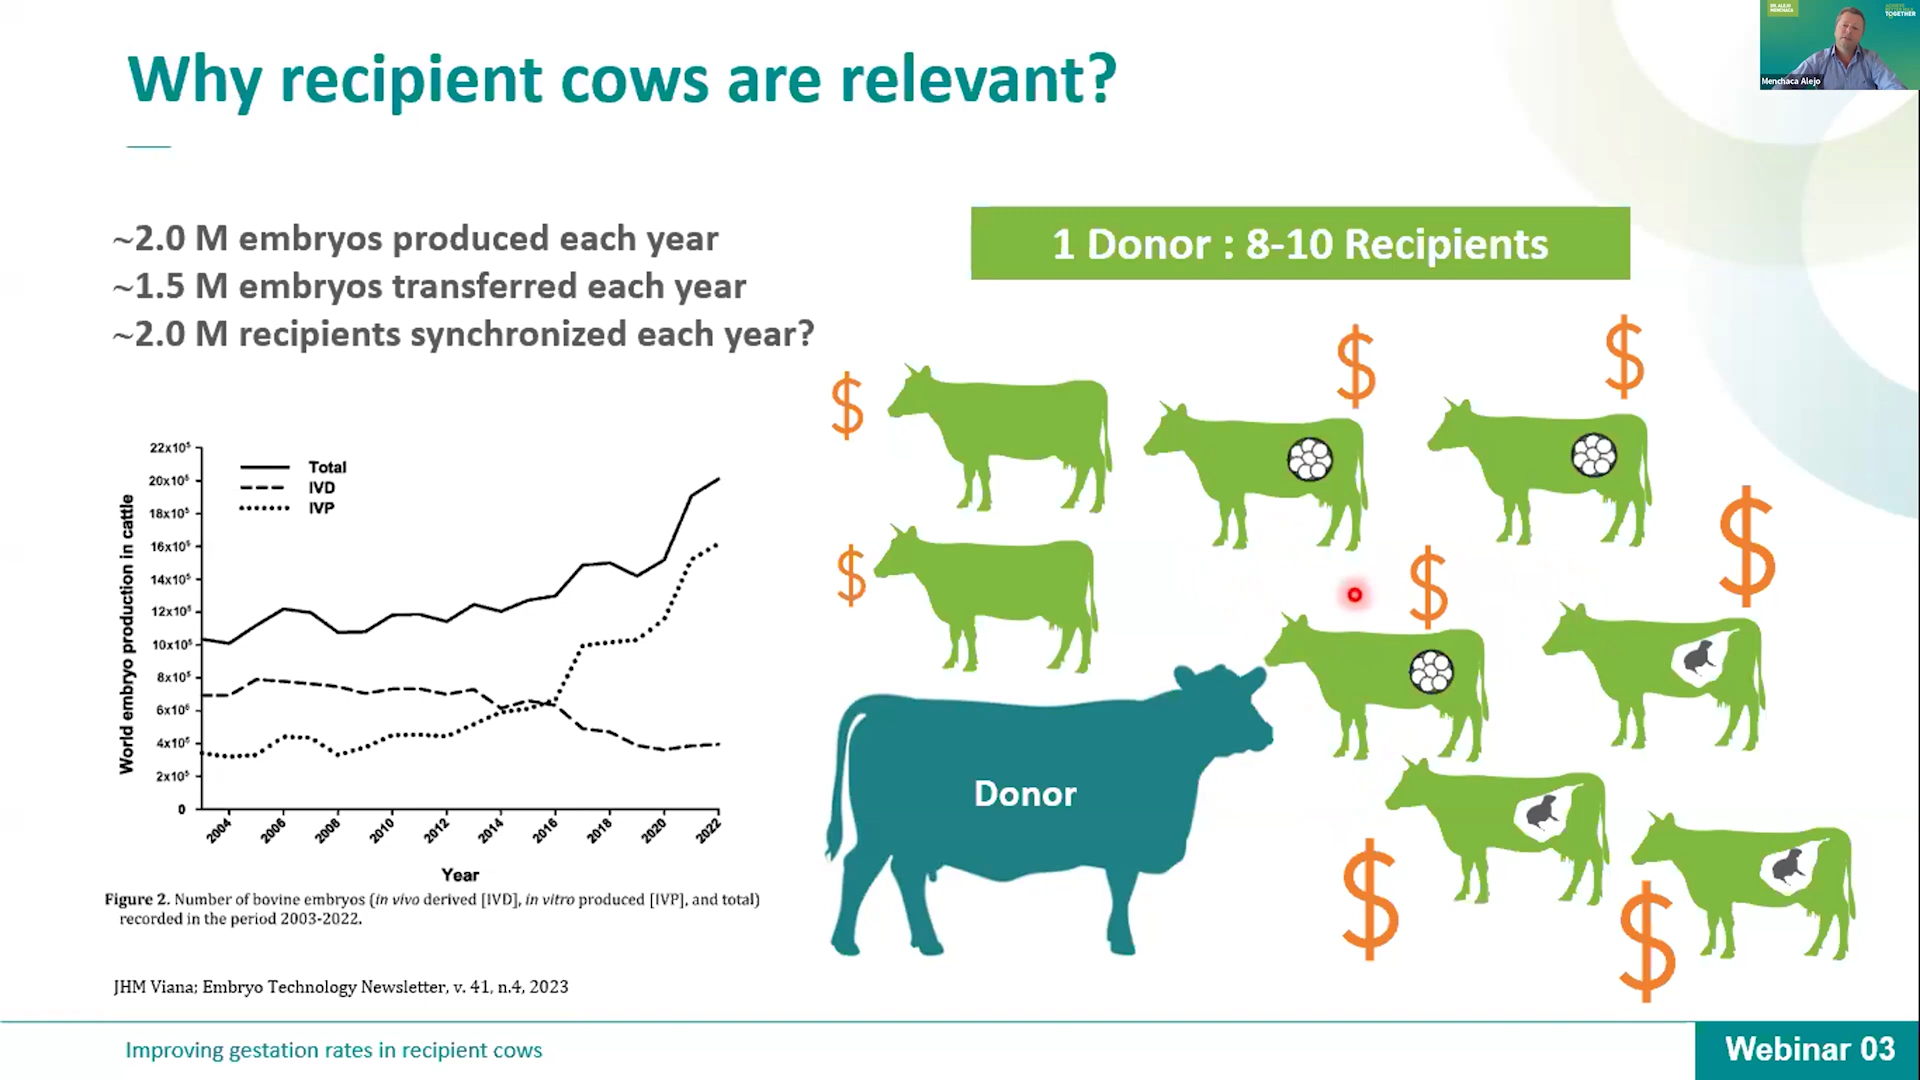 Why recipient cows are relevant?
DR. ALEJO
MENCHACA
TOGETHER
Menchaca Alejo
~2.0 M embryos produced each year
~1.5 M embryos transferred each year
~2.0 M recipients synchronized each year?
1 Donor : 8-10 Recipients
$
$
$
$
$
$
$
$
Donor
World embryo production in cattle
22x10⁵
20x10⁵
18x10⁵
16x10⁵
14x10⁵
12x10⁵
10x10⁵
8x10⁵
6x10⁶
4x10⁵
2x10⁵
0
Total
IVD
IVP
2004
2006
2008
2010
2012
2014
2016
2018
2020
2022
Year
Figure 2. Number of bovine embryos (in vivo derived [IVD], in vitro produced [IVP], and total)
recorded in the period 2003-2022.
JHM Viana; Embryo Technology Newsletter, v. 41, n.4, 2023
Improving gestation rates in recipient cows
Webinar 03